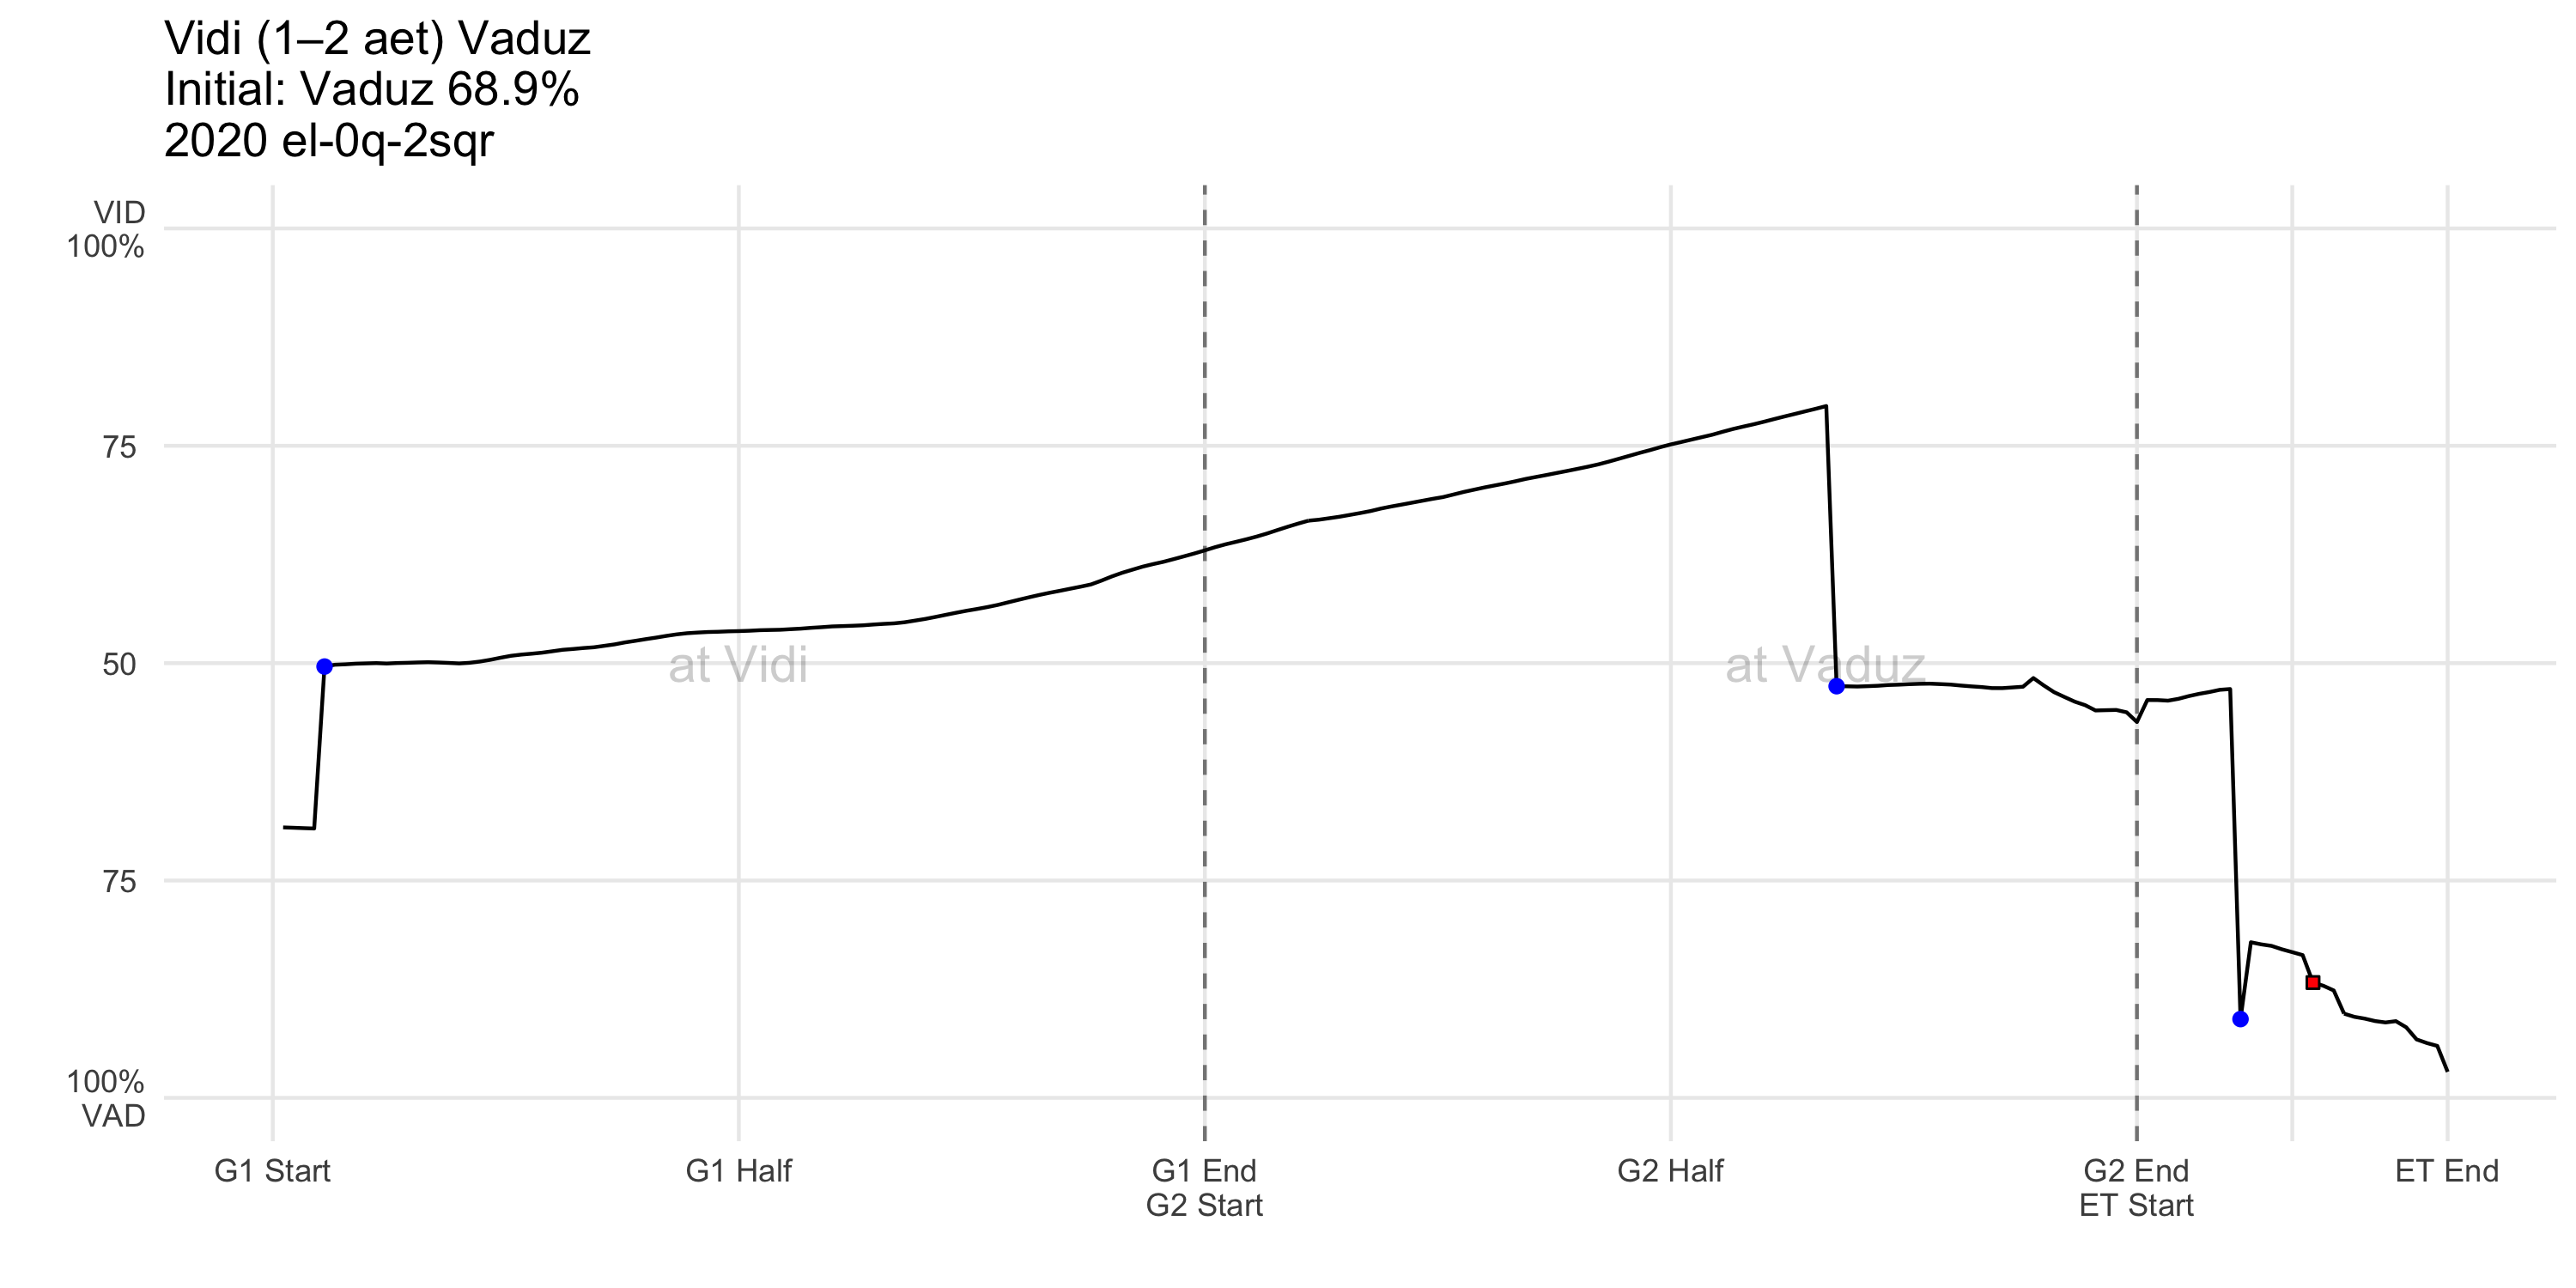 Vidi (1–2 aet) Vaduz
Initial: Vaduz 68.9%
2020 el-0q-2sqr
VID
100%
75
50
75
100%
VAD
at Vidi
at Vaduz
G1 Start
G1 Half
G1 End
G2 Start
G2 Half
G2 End
ET Start
ET End